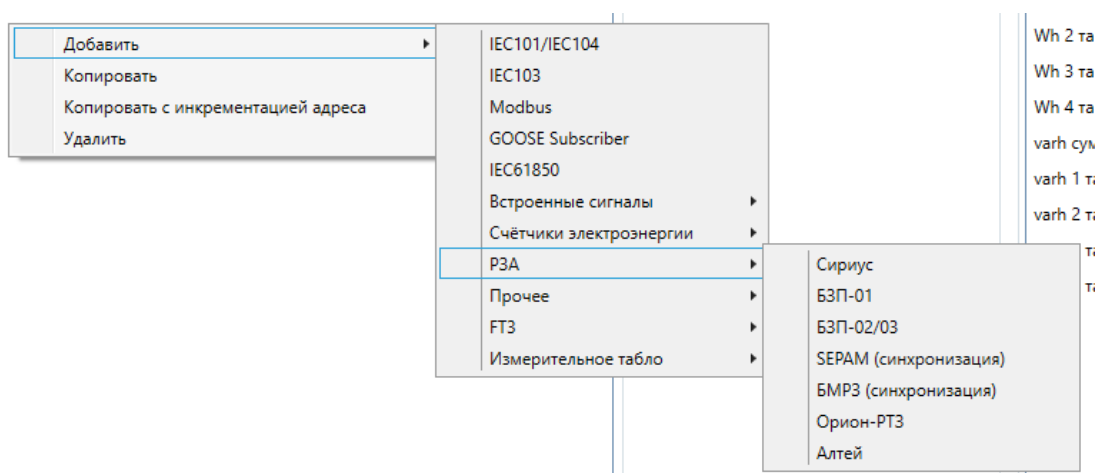 Добавить
Копировать
Копировать с инкрементацией адреса
Удалить
IEC101/IEC104
IEC103
Modbus
GOOSE Subscriber
IEC61850
Встроенные сигналы
Счётчики электроэнергии
РЗА
Прочее
FT3
Измерительное табло
Сириус
БЗП-01
БЗП-02/03
SEPAM (синхронизация)
БМРЗ (синхронизация)
Орион-РТЗ
Алтей
Wh 2
Wh 3
Wh 4
varh
varh 1
varh 2